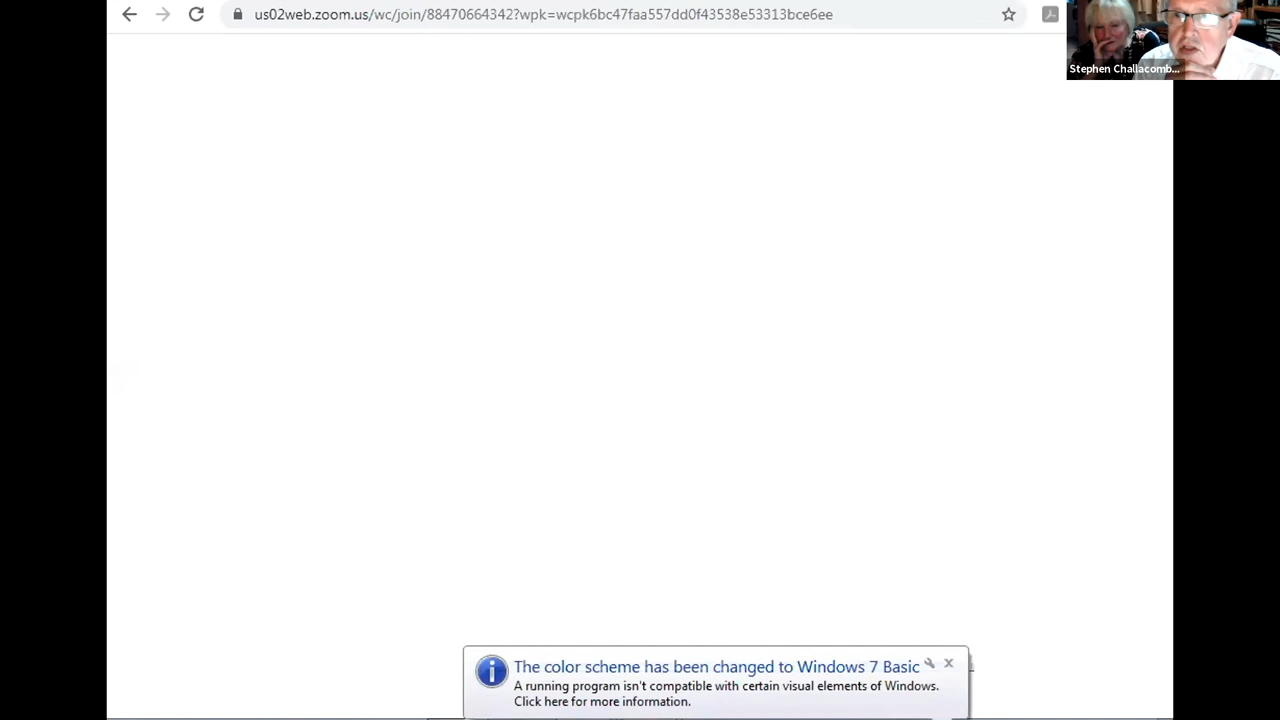 us02web.zoom.us/wc/join/88470664342?wpk=wcpk6bc47faa557dd0f43538e53313bce6ee
Stephen Challacomb...
The color scheme has been changed to Windows 7 Basic
A running program isn't compatible with certain visual elements of Windows.
Click here for more information.